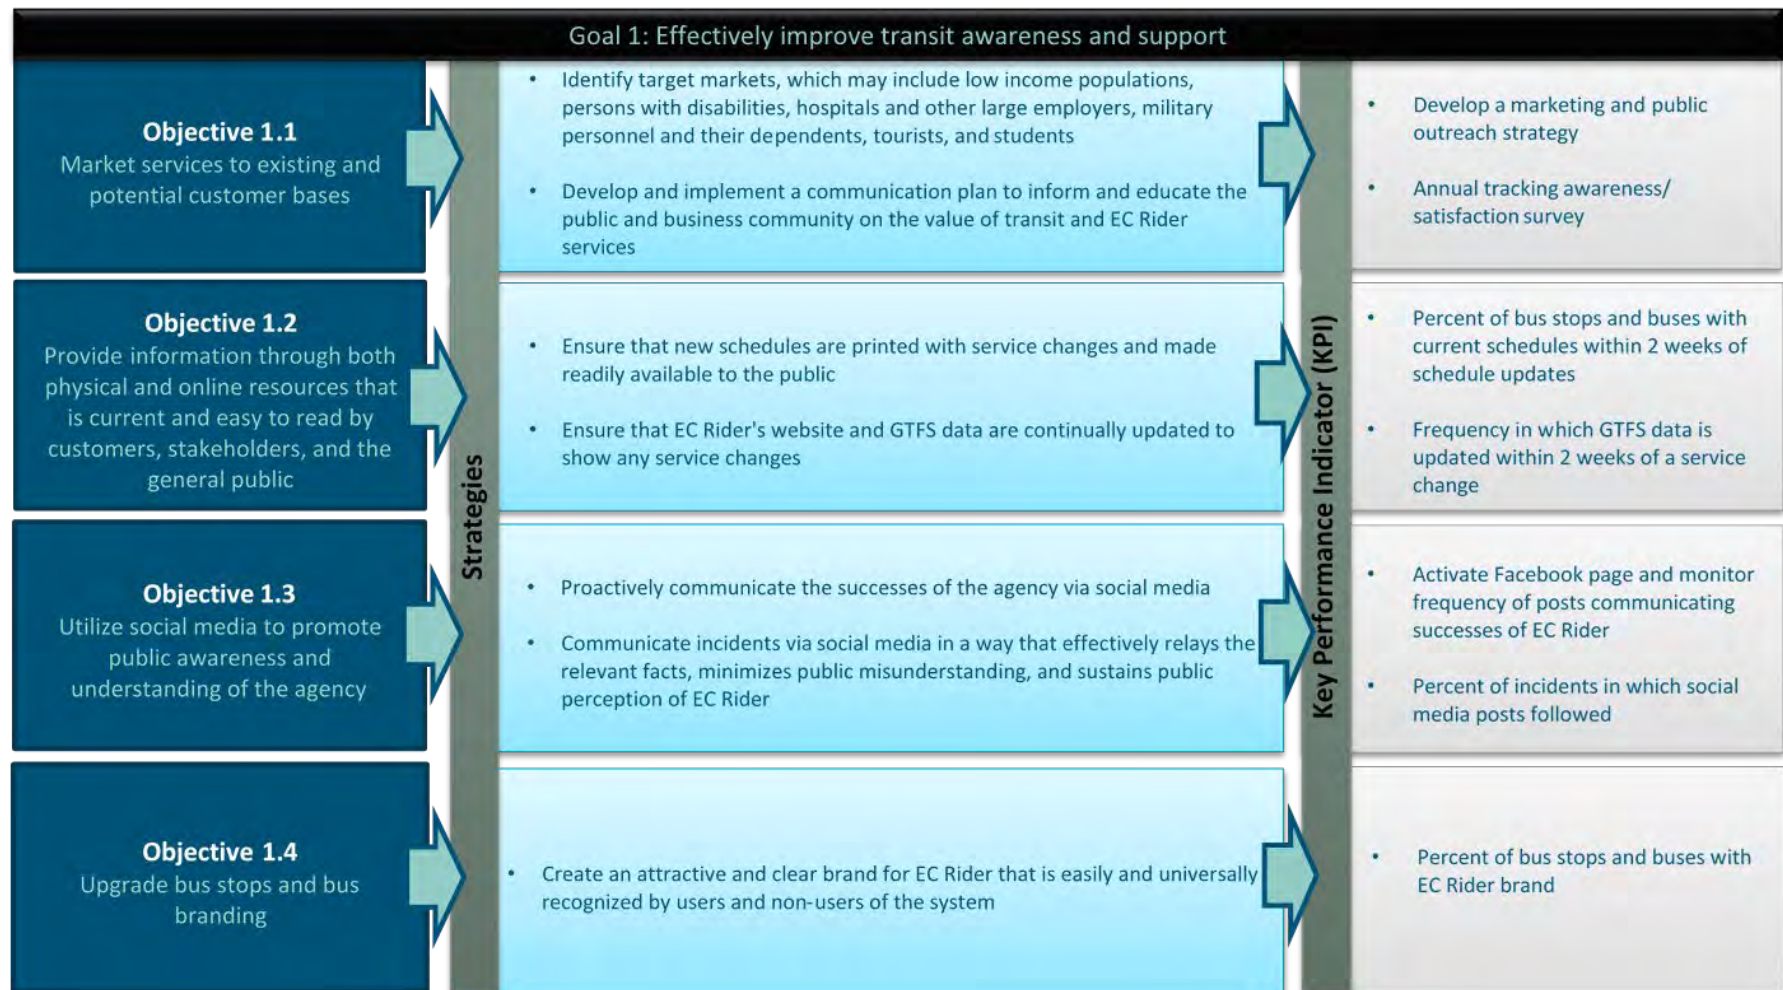 Goal 1: Effectively improve transit awareness and support
Objective 1.1
Market services to existing and
potential customer bases
Strategies
• Identify target markets, which may include low income populations,
persons with disabilities, hospitals and other large employers, military
personnel and their dependents, tourists, and students
• Develop and implement a communication plan to inform and educate the
public and business community on the value of transit and EC Rider
services
Key Performance Indicator (KPI)
• Develop a marketing and public
outreach strategy
• Annual tracking awareness/
satisfaction survey
Objective 1.2
Provide information through both
physical and online resources that
is current and easy to read by
customers, stakeholders, and the
general public
• Ensure that new schedules are printed with service changes and made
readily available to the public
• Ensure that EC Rider's website and GTFS data are continually updated to
show any service changes
• Percent of bus stops and buses with
current schedules within 2 weeks of
schedule updates
• Frequency in which GTFS data is
updated within 2 weeks of a service
change
Objective 1.3
Utilize social media to promote
public awareness and
understanding of the agency
• Proactively communicate the successes of the agency via social media
• Communicate incidents via social media in a way that effectively relays the
relevant facts, minimizes public misunderstanding, and sustains public
perception of EC Rider
• Activate Facebook page and monitor
frequency of posts communicating
successes of EC Rider
• Percent of incidents in which social
media posts followed
Objective 1.4
Upgrade bus stops and bus
branding
• Create an attractive and clear brand for EC Rider that is easily and universally
recognized by users and non-users of the system
• Percent of bus stops and buses with
EC Rider brand